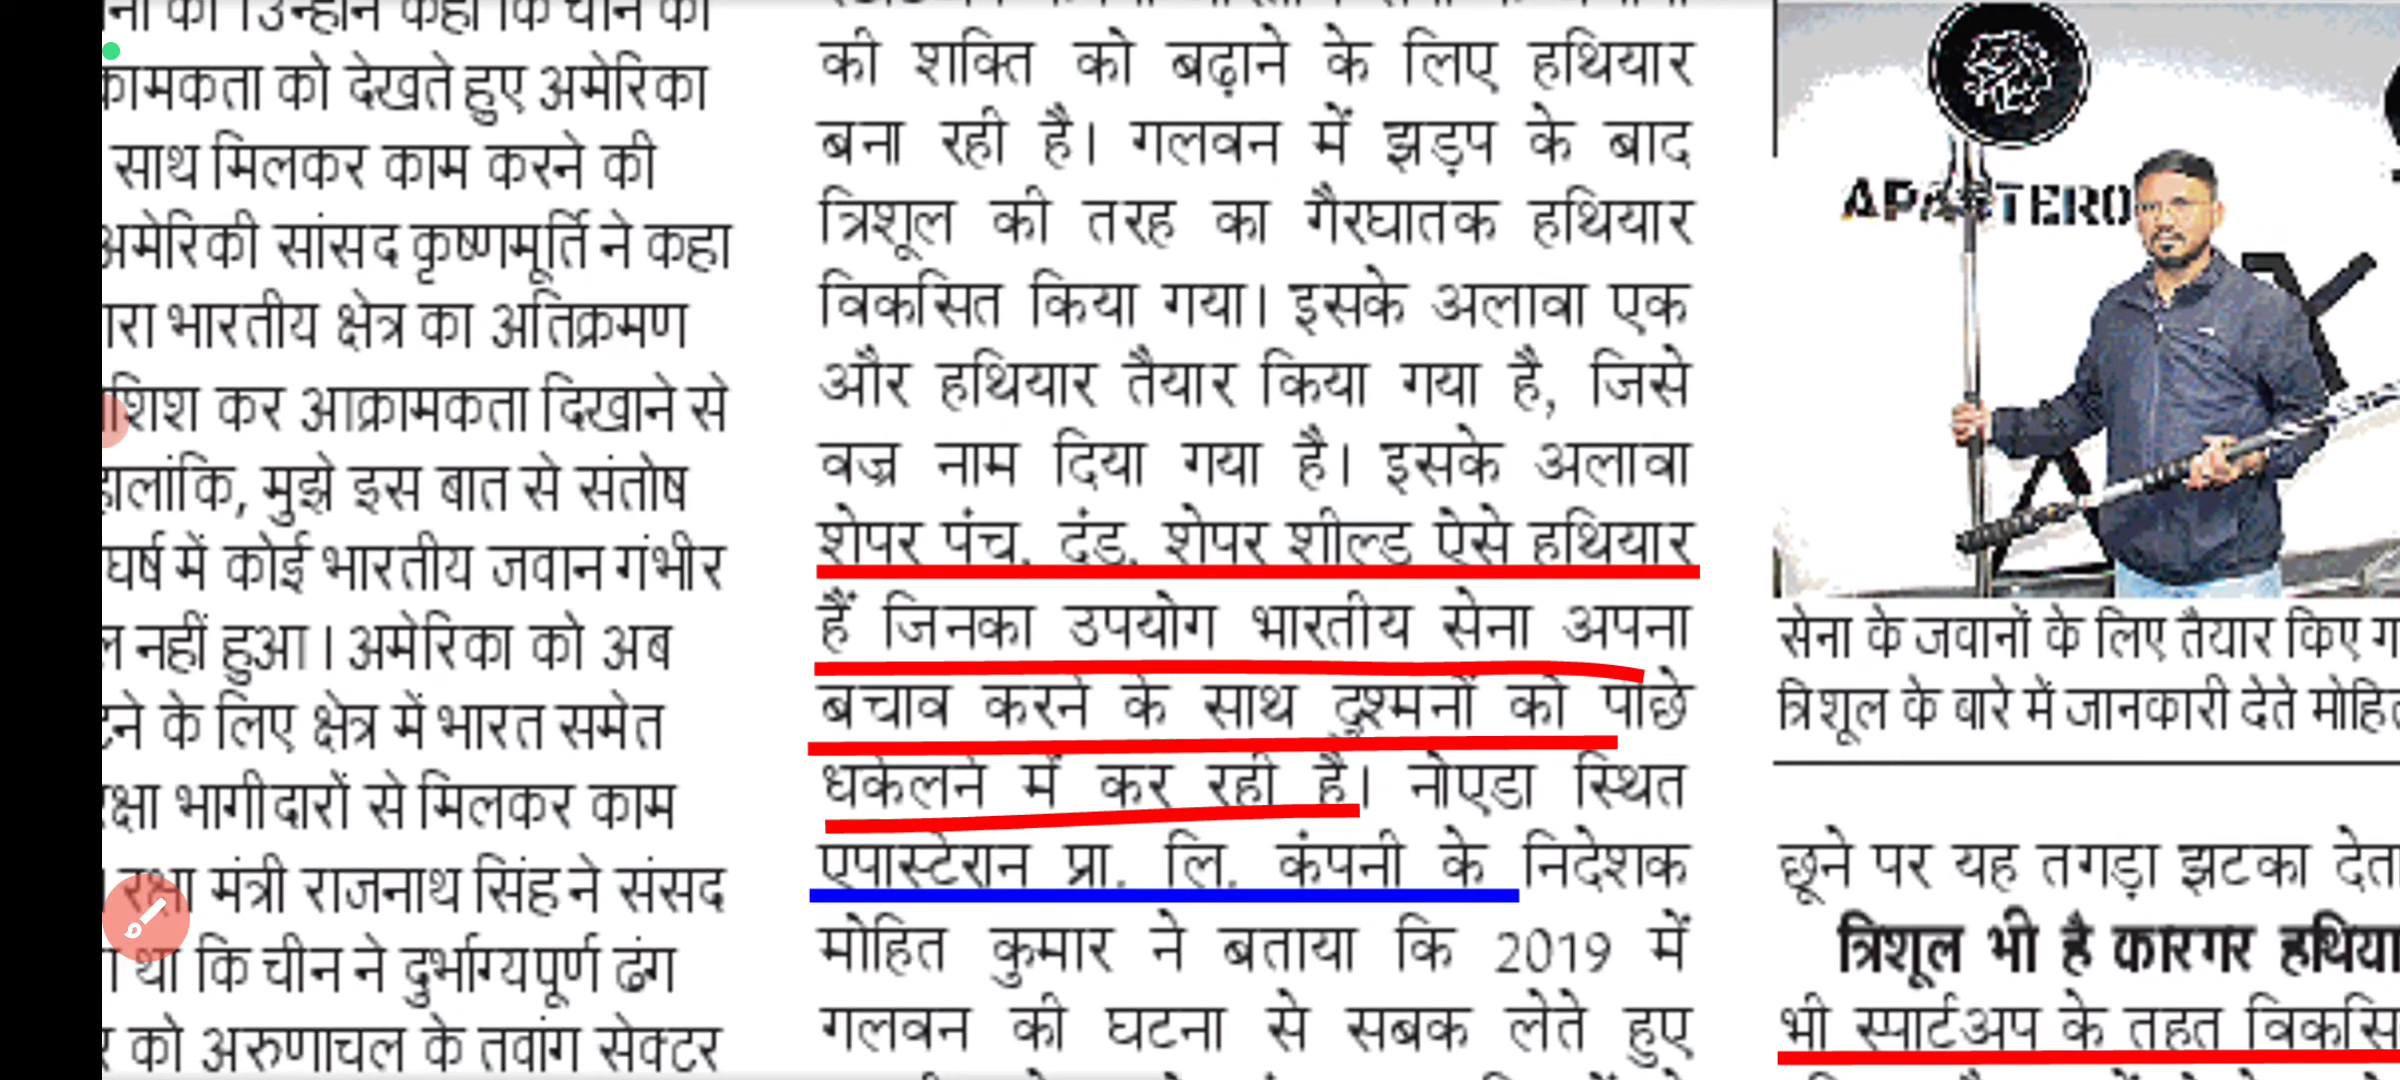 कामकता को देखते हुए अमेरिका
साथ मिलकर काम करने की
अमेरिकी सांसद कृष्णमूर्ति ने कहा
भारतीय क्षेत्र का अतिक्रमण
कर आक्रामकता दिखाने से
मुझे इस बात से संतोष
में कोई भारतीय जवान गंभीर
नहीं हुआ। अमेरिका को अब
के लिए क्षेत्र में भारत समेत
भागीदारों से मिलकर काम
रक्षा मंत्री राजनाथ सिंह ने संसद
था कि चीन ने दुर्भाग्यपूर्ण ढंग
को अरुणाचल के तवांग सेक्टर
की शक्ति को बढ़ाने के लिए हथियार
बना रही है। गलवन में झड़प के बाद
त्रिशूल की तरह का गैरघातक हथियार
विकसित किया गया। इसके अलावा एक
और हथियार तैयार किया गया है, जिसे
वज्र नाम दिया गया है। इसके अलावा
शेपर पंच, दंड, शेपर शील्ड ऐसे हथियार
हैं जिनका उपयोग भारतीय सेना अपना
बचाव करने के साथ दुश्मनों को पीछे
धकेलने में कर रही है। नोएडा स्थित
एपास्टेरान प्रा. लि. कंपनी के निदेशक
मोहित कुमार ने बताया कि 2019 में
गलवन की घटना से सबक लेते हुए
सेना के जवानों के लिए तैयार किए
त्रिशूल के बारे में जानकारी देते
छूने पर यह तगड़ा झटका
त्रिशूल भी है कारगर
भी स्टार्टअप के तहत